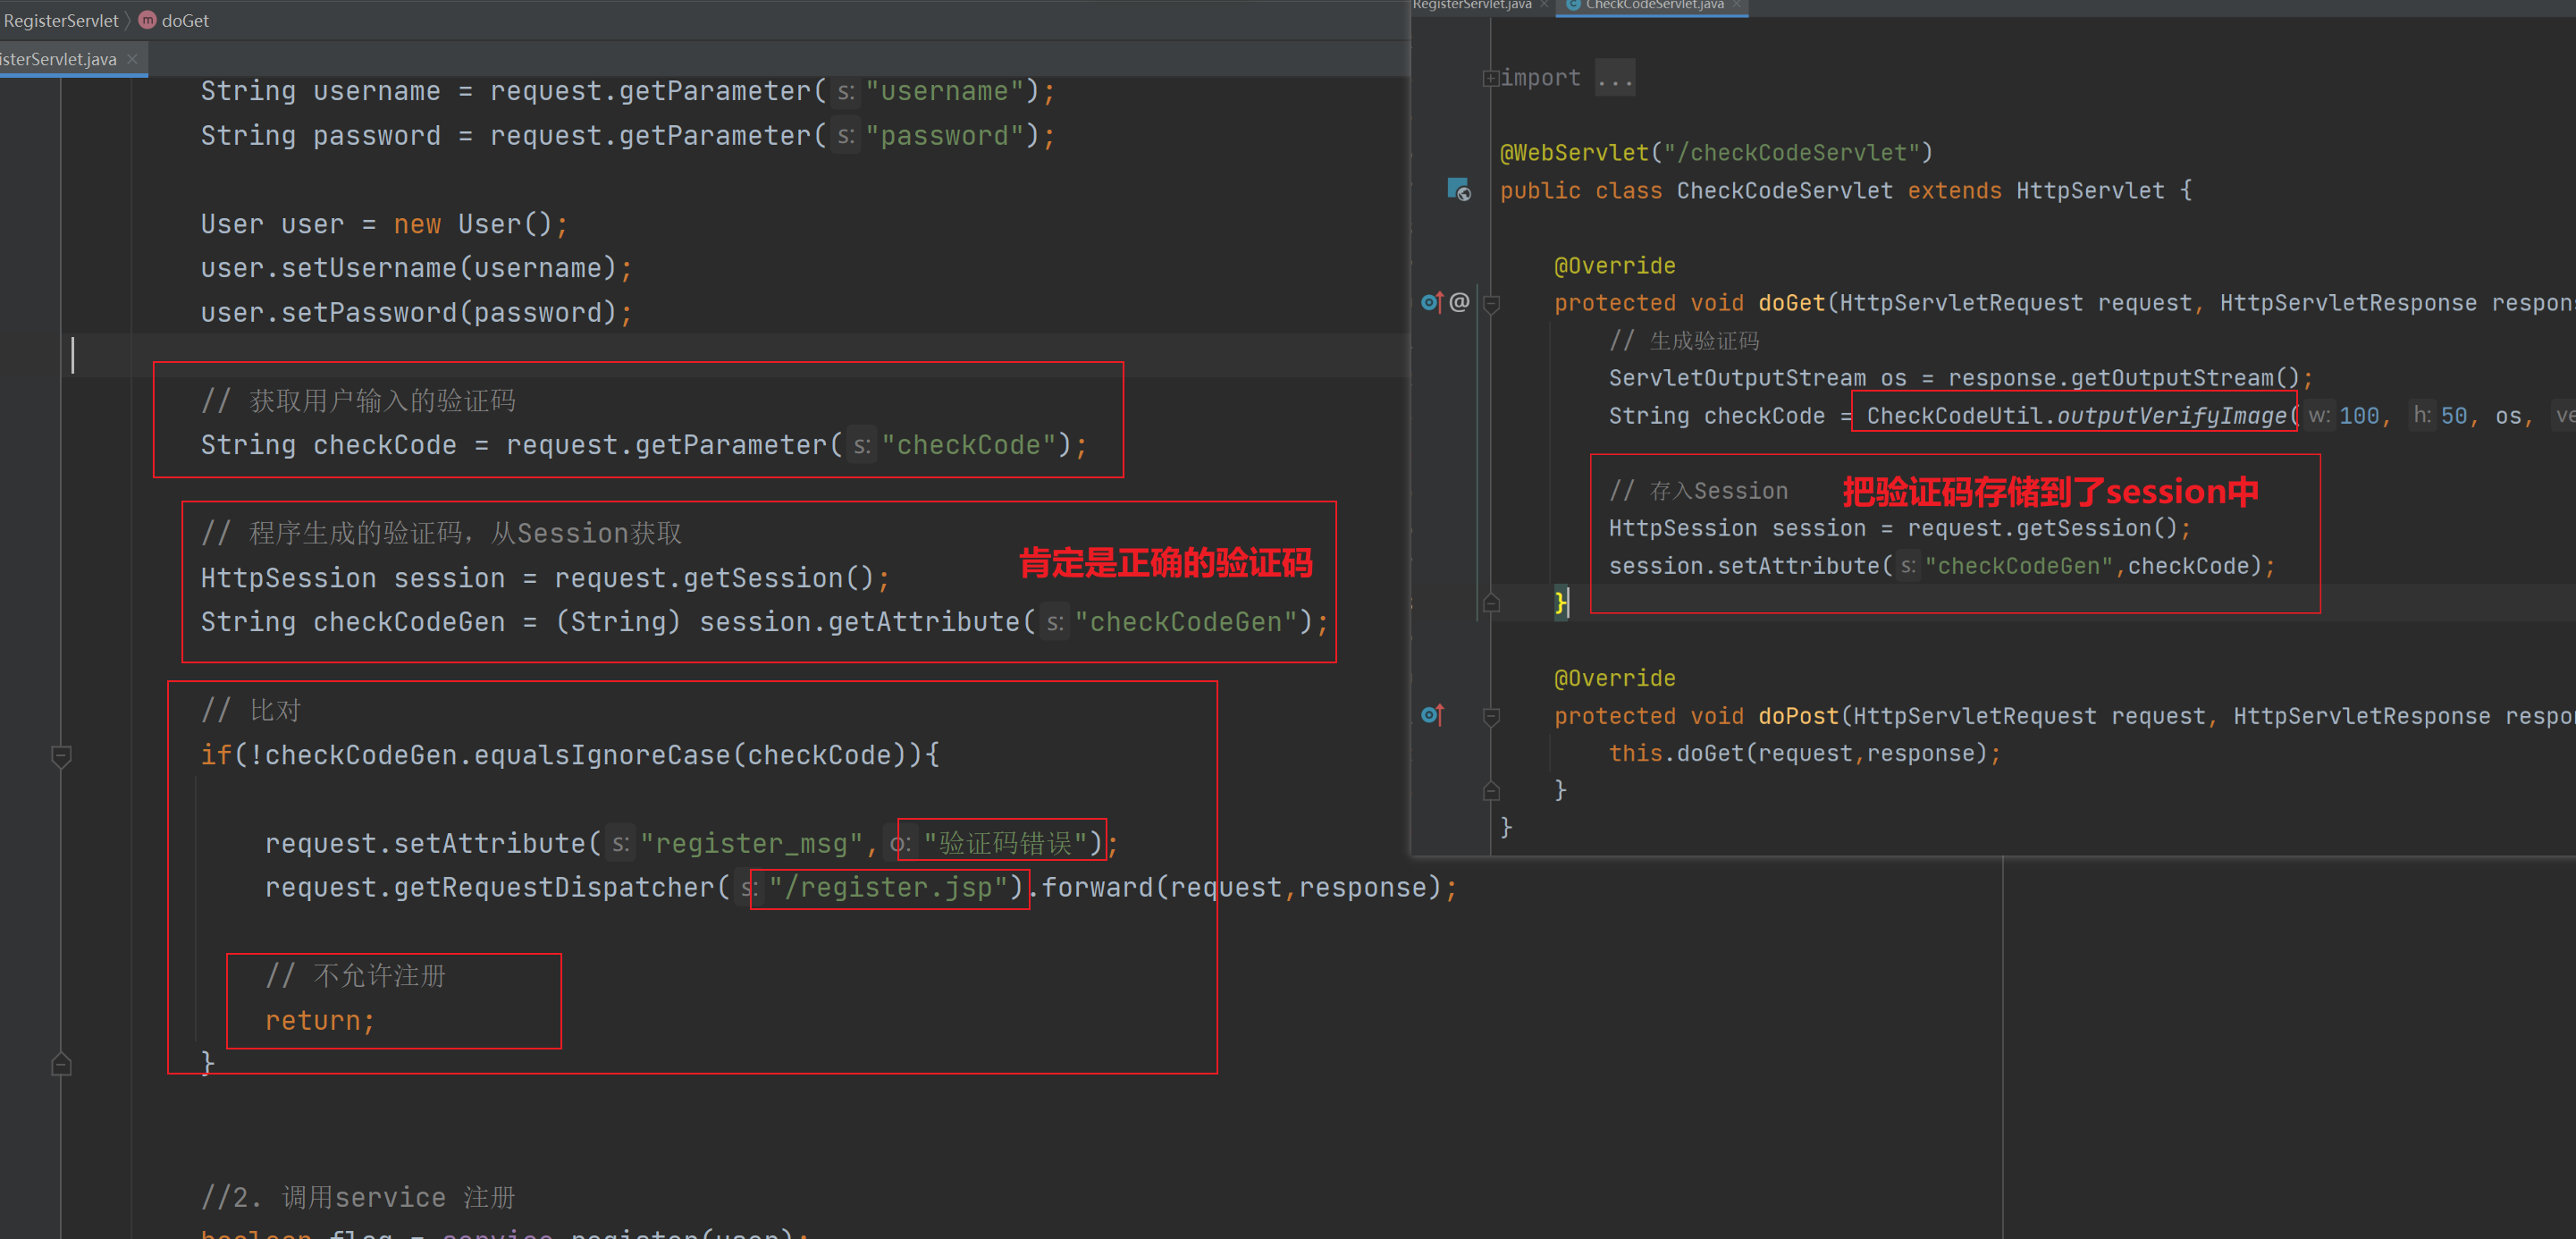 RegisterServlet doGet
isterServlet.java
String username = request.getParameter( s: "username");
String password = request.getParameter( s: "password");
User user = new User();
user.setUsername(username);
user.setPassword(password);
// 获取用户输入的验证码
String checkCode = request.getParameter( s: "checkCode");
// 程序生成的验证码，从Session获取
肯定是正确的验证码
HttpSession session = request.getSession();
String checkCodeGen = (String) session.getAttribute( s: "checkCodeGen");
// 比对
if(!checkCodeGen.equalsIgnoreCase(checkCode)){
request.setAttribute( s: "register_msg", o: "验证码错误");
request.getRequestDispatcher( s: "/register.jsp").forward(request,response);
// 不允许注册
return;
}
//2. 调用service 注册
boolean flag = service.register(user);
RegisterServlet.java CheckCodeServlet.java
import ...
@WebServlet("/checkCodeServlet")
public class CheckCodeServlet extends HttpServlet {
@Override
protected void doGet(HttpServletRequest request, HttpServletResponse respon
// 生成验证码
ServletOutputStream os = response.getOutputStream();
String checkCode = CheckCodeUtil.outputVerifyImage( w: 100, h: 50, os, ve
// 存入Session 把验证码存储到了session中
HttpSession session = request.getSession();
session.setAttribute( s: "checkCodeGen",checkCode);
}
@Override
protected void doPost(HttpServletRequest request, HttpServletResponse respo
this.doGet(request,response);
}
}